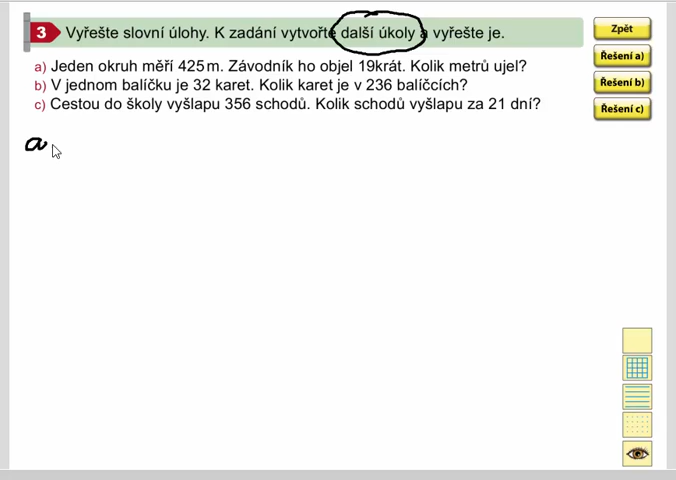 3 Vyřešte slovní úlohy. K zadání vytvořte další úkoly a vyřešte je.
a) Jeden okruh měří 425 m. Závodník ho objel 19krát. Kolik metrů ujel?
b) V jednom balíčku je 32 karet. Kolik karet je v 236 balíčcích?
c) Cestou do školy vyšlapu 356 schodů. Kolik schodů vyšlapu za 21 dní?
a
Zpět
Řešení a)
Řešení b)
Řešení c)